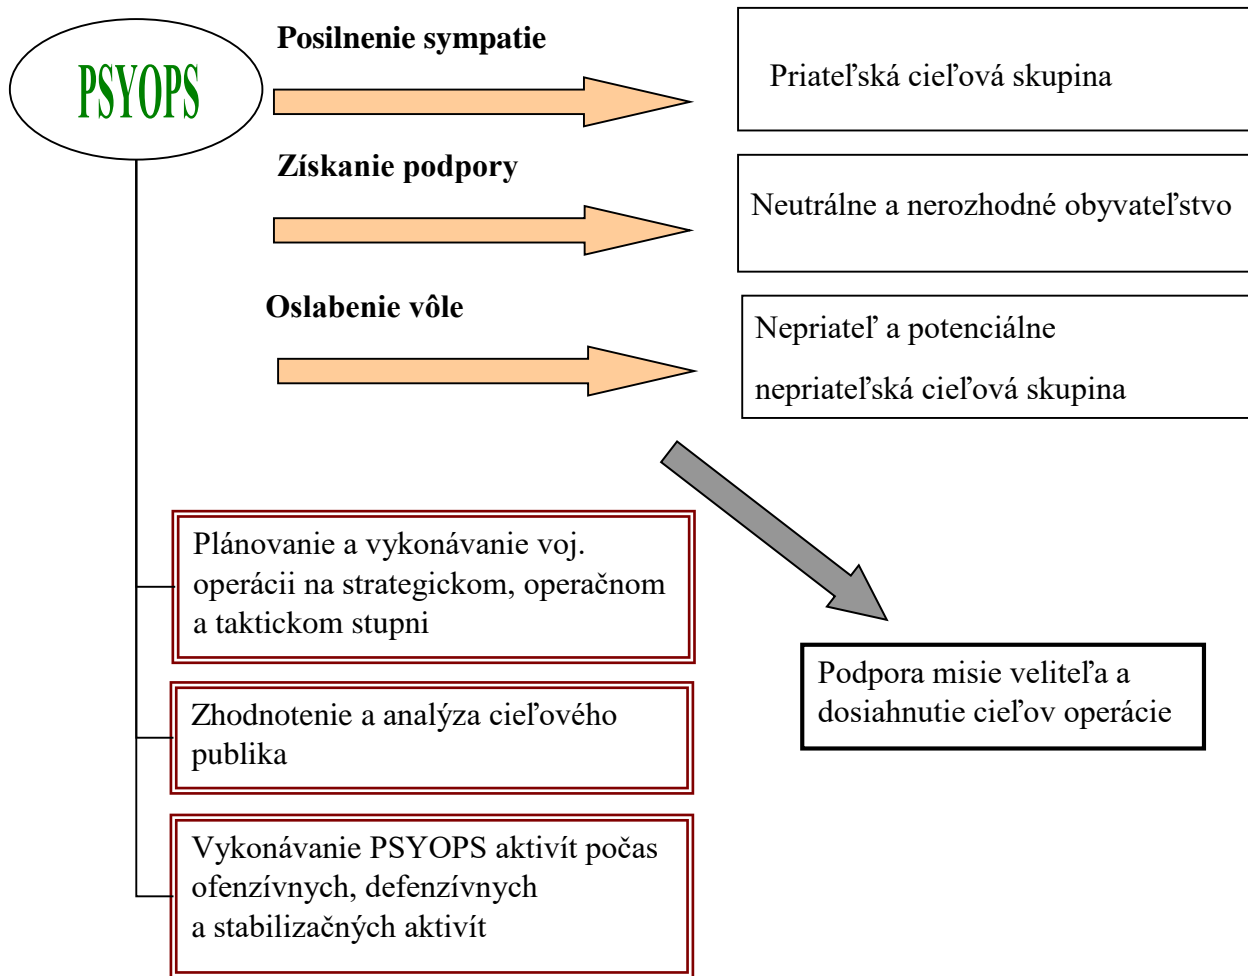 PSYOPS
Posilnenie sympatie
Priateľská cieľová skupina
Získanie podpory
Neutrálne a nerozhodné obyvateľstvo
Oslabenie vôle
Nepriateľ a potenciálne
nepriateľská cieľová skupina
Plánovanie a vykonávanie voj.
operácii na strategickom, operačnom
a taktickom stupni
Podpora misie veliteľa a
dosiahnutie cieľov operácie
Zhodnotenie a analýza cieľového
publika
Vykonávanie PSYOPS aktivít počas
ofenzívnych, defenzívnych
a stabilizačných aktivít